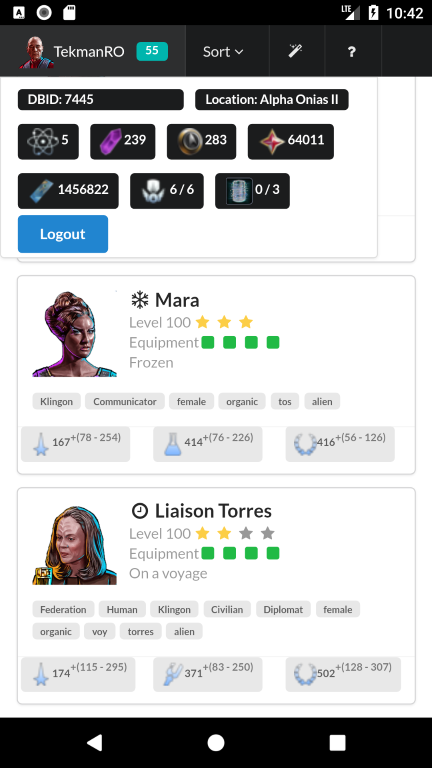 LTE 10:42
TekmanRO 55 Sort ?
DBID: 7445 Location: Alpha Onias II
5 239 283 64011
1456822 6 / 6 0 / 3
Logout
Mara
Level 100
Equipment
Frozen
Klingon Communicator female organic tos alien
167 +(78 - 254) 414 +(76 - 226) 416 +(56 - 126)
Liaison Torres
Level 100
Equipment
On a voyage
Federation Human Klingon Civilian Diplomat female
organic voy torres alien
174 +(115 - 295) 371 +(83 - 250) 502 +(128 - 307)